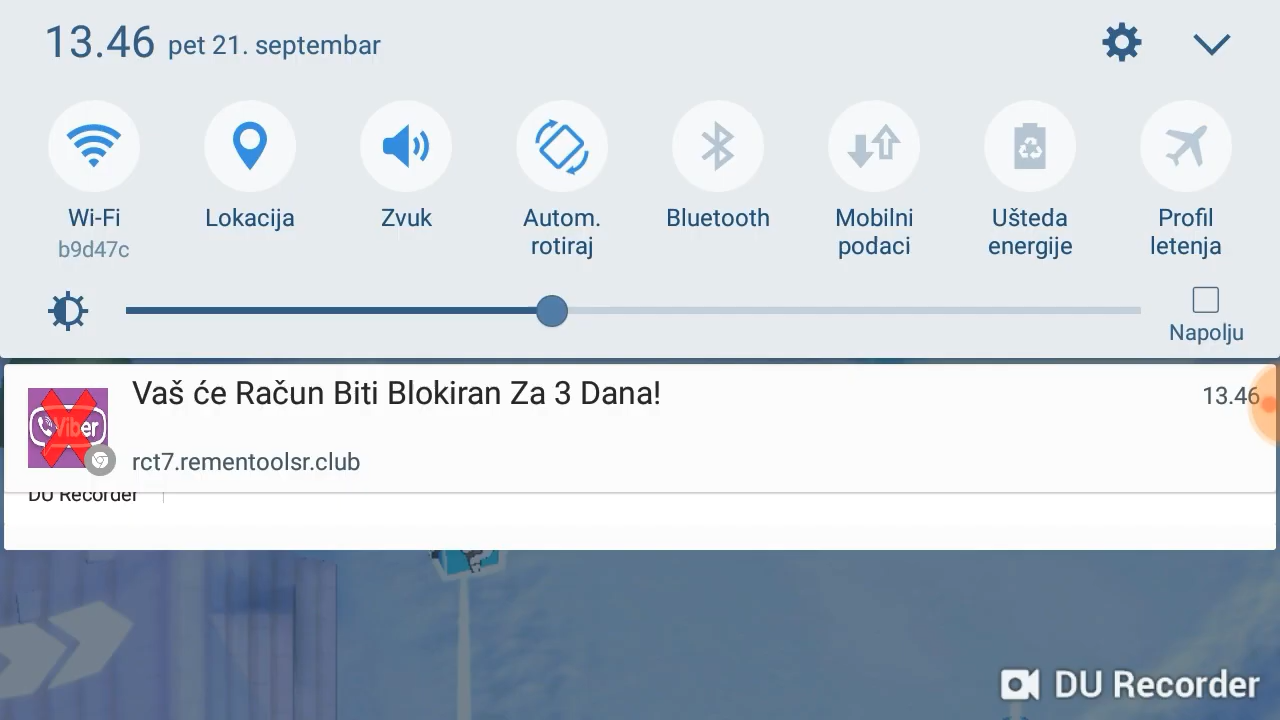 13.46 pet 21. septembar
Wi-Fi
b9d47c
Lokacija
Zvuk
Autom.
rotiraj
Bluetooth
Mobilni
podaci
Ušteda
energije
Profil
letenja
Napolju
Vaš će Račun Biti Blokiran Za 3 Dana!
13.46
Viber
rct7.rementoolsr.club
DU Recorder
DU Recorder